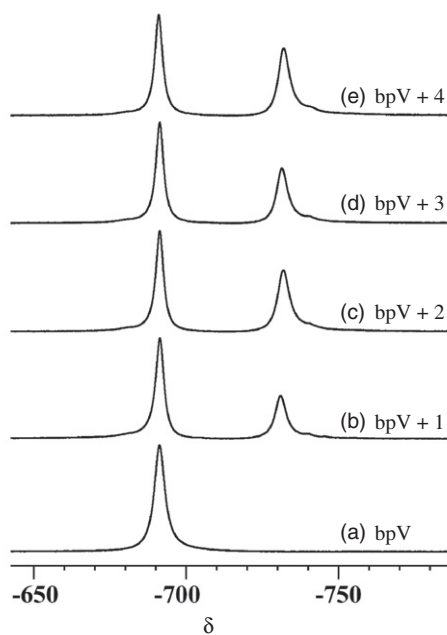 (e) bpV + 4
(d) bpV + 3
(c) bpV + 2
(b) bpV + 1
(a) bpV
-650 -700 -750
δ